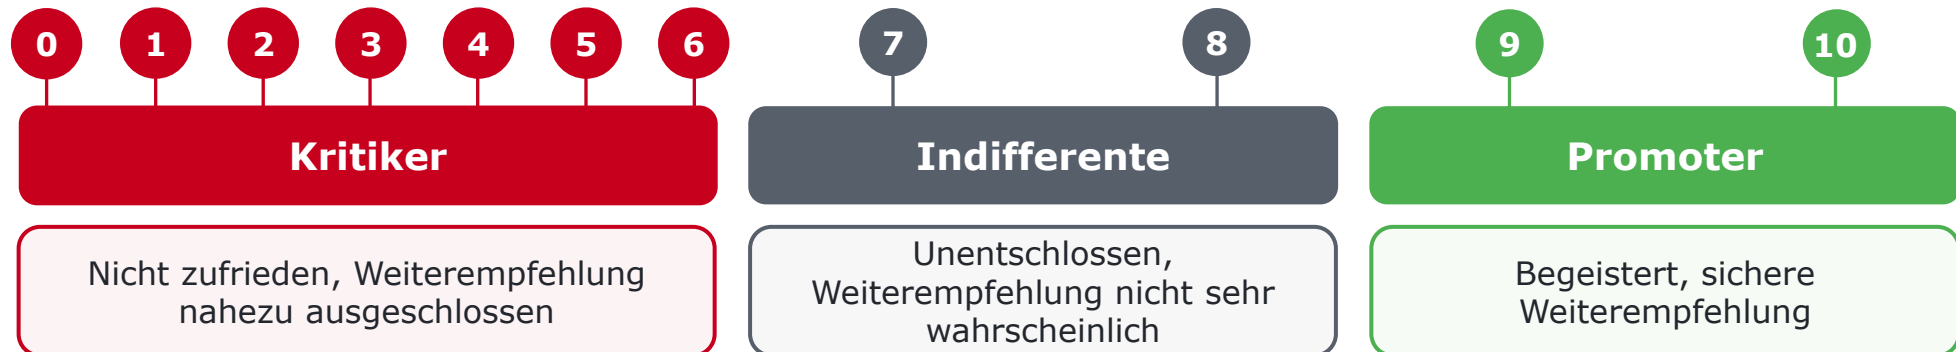 0 1 2 3 4 5 6 7 8 9 10
Kritiker
Indifferente
Promoter
Nicht zufrieden, Weiterempfehlung
nahezu ausgeschlossen
Unentschlossen,
Weiterempfehlung nicht sehr
wahrscheinlich
Begeistert, sichere
Weiterempfehlung